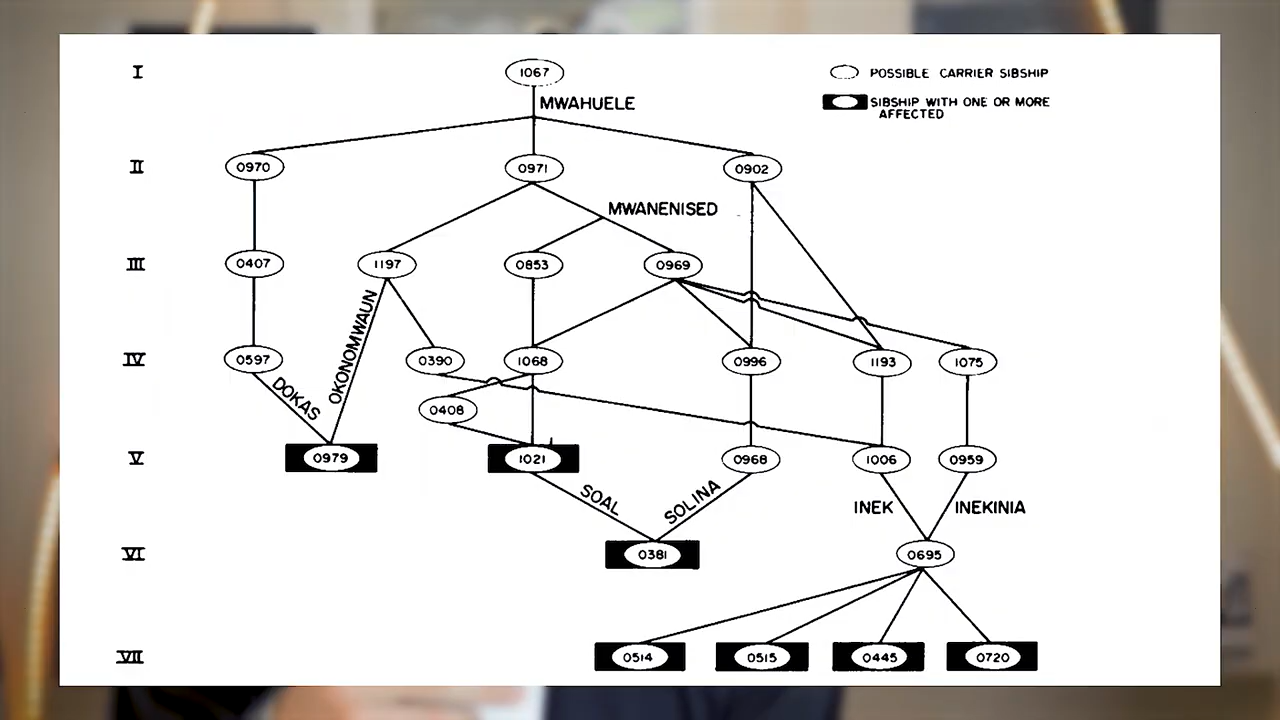 I
1067
POSSIBLE CARRIER SIBSHIP
MWAHUELE
SIBSHIP WITH ONE OR MORE
AFFECTED
II
0970
0971
0902
MWANENISED
III
0407
1197
0853
0969
OKONOMWAUN
IV
0597
0390
1068
0996
1193
1075
DOKAS
0408
V
0979
1021
0968
1006
0959
SOAL
SOLINA
INEK
INEKINIA
VI
0381
0695
VII
0514
0515
0445
0720